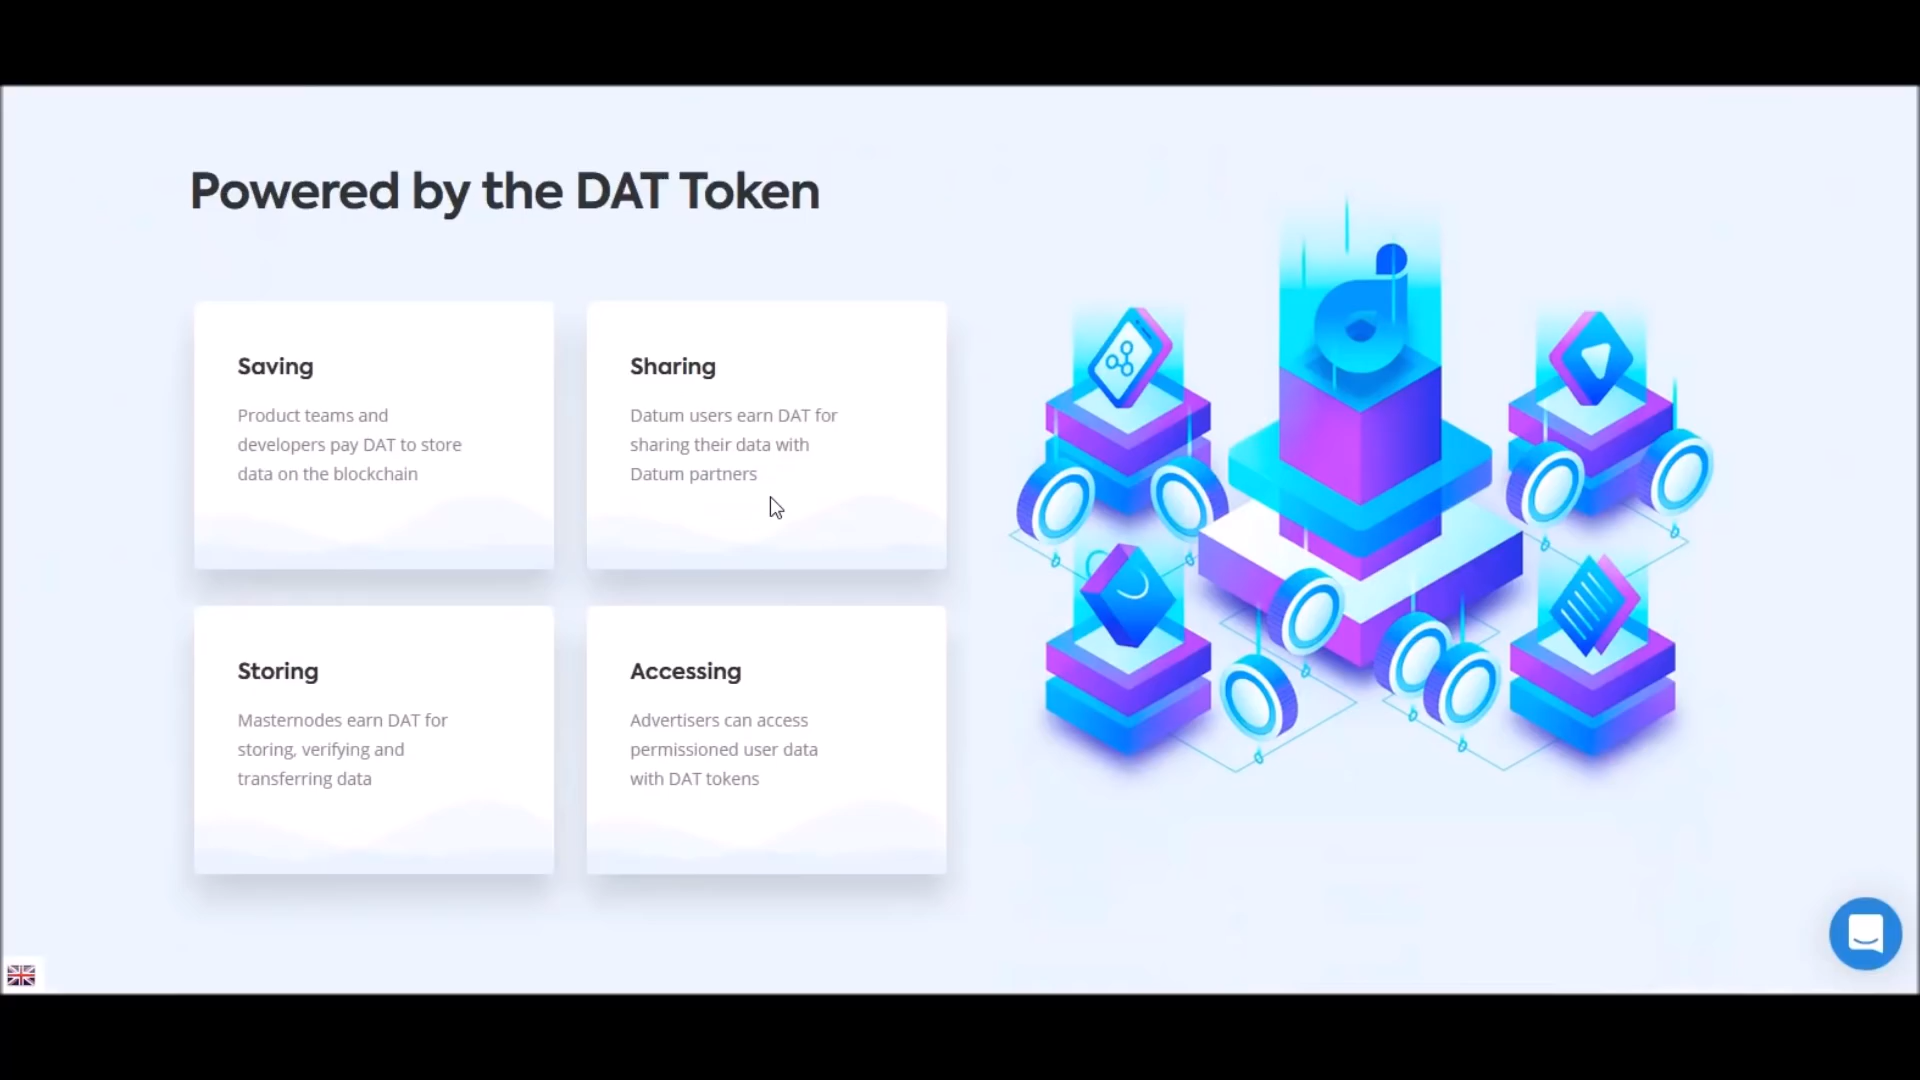 Powered by the DAT Token
Saving
Product teams and
developers pay DAT to store
data on the blockchain
Sharing
Datum users earn DAT for
sharing their data with
Datum partners
Storing
Masternodes earn DAT for
storing, verifying and
transferring data
Accessing
Advertisers can access
permissioned user data
with DAT tokens